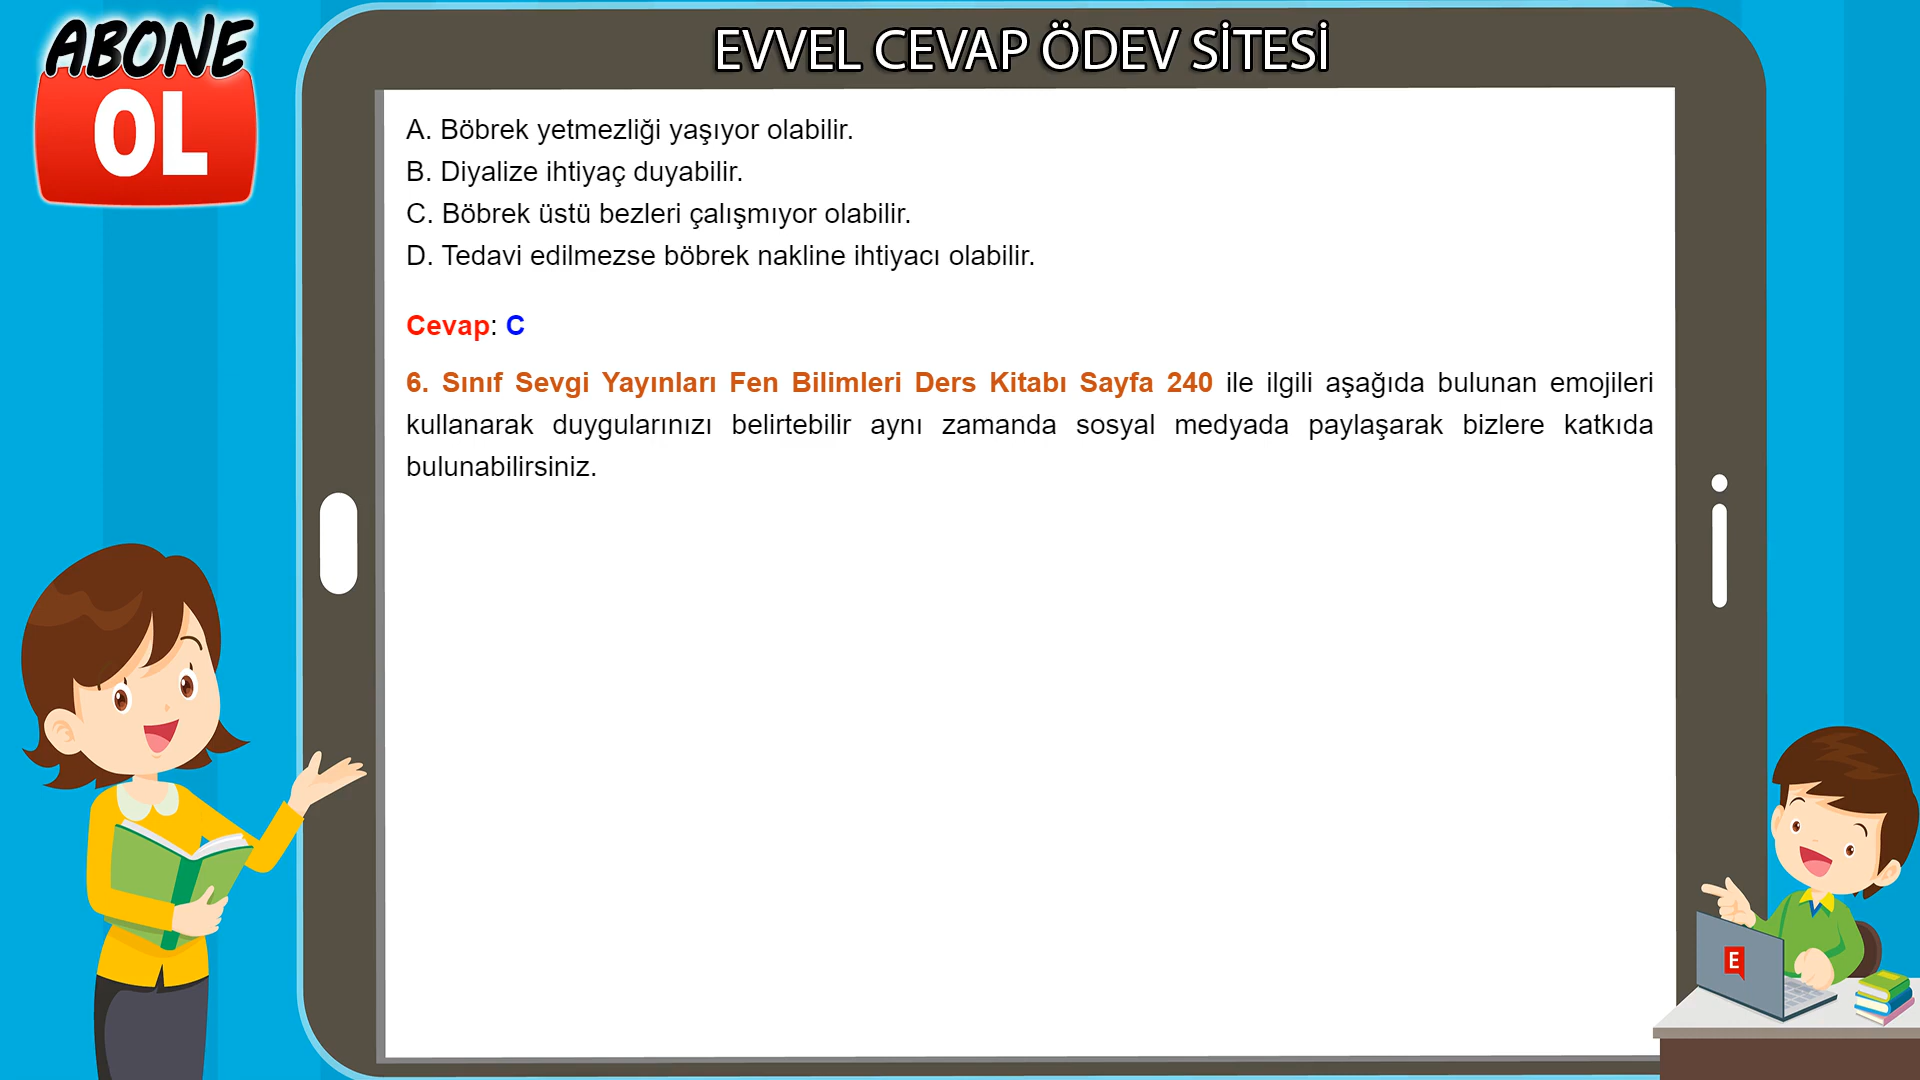 ABONE
OL
EVVEL CEVAP ÖDEV SİTESİ
A. Böbrek yetmezliği yaşıyor olabilir.
B. Diyalize ihtiyaç duyabilir.
C. Böbrek üstü bezleri çalışmıyor olabilir.
D. Tedavi edilmezse böbrek nakline ihtiyacı olabilir.
Cevap: C
6. Sınıf Sevgi Yayınları Fen Bilimleri Ders Kitabı Sayfa 240 ile ilgili aşağıda bulunan emojileri
kullanarak duygularınızı belirtebilir aynı zamanda sosyal medyada paylaşarak bizlere katkıda
bulunabilirsiniz.
E